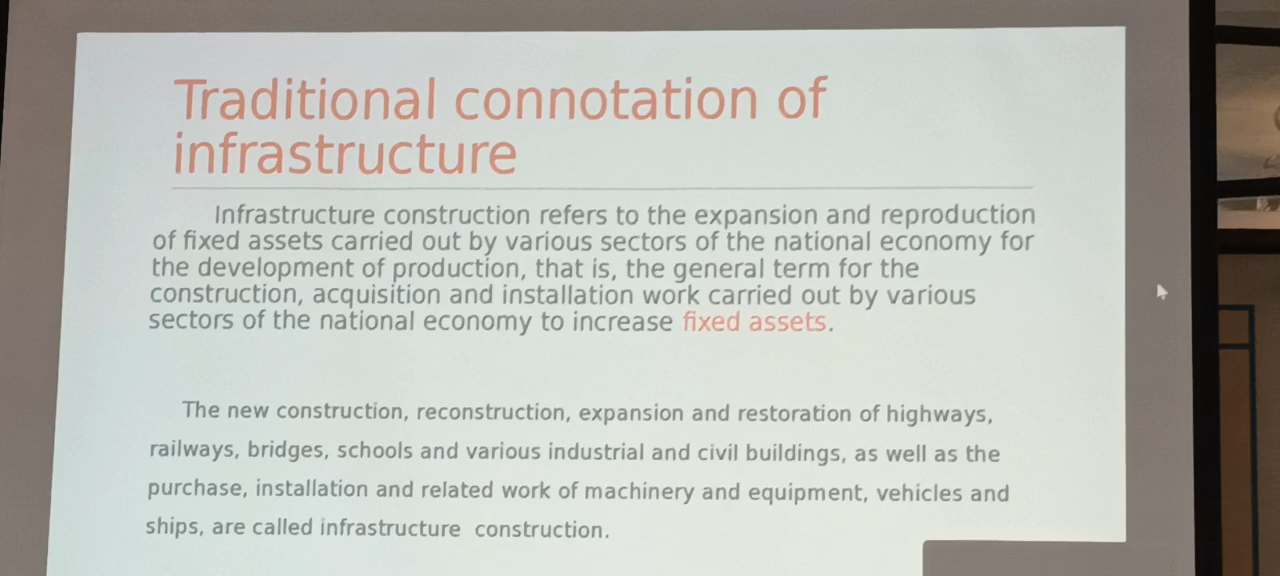 Traditional connotation of
infrastructure
Infrastructure construction refers to the expansion and reproduction
of fixed assets carried out by various sectors of the national economy for
the development of production, that is, the general term for the
construction, acquisition and installation work carried out by various
sectors of the national economy to increase fixed assets.
The new construction, reconstruction, expansion and restoration of highways,
railways, bridges, schools and various industrial and civil buildings, as well as the
purchase, installation and related work of machinery and equipment, vehicles and
ships, are called infrastructure construction.